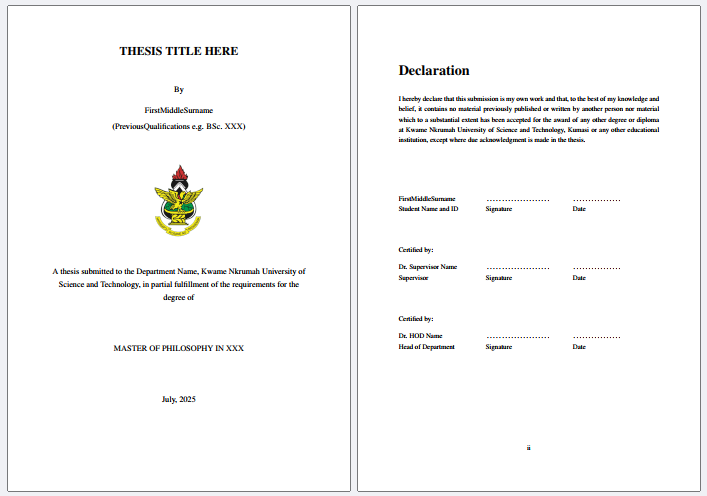 THESIS TITLE HERE
By
FirstMiddleSurname
(PreviousQualifications e.g. BSc. XXX)
A thesis submitted to the Department Name, Kwame Nkrumah University of
Science and Technology, in partial fulfillment of the requirements for the
degree of
MASTER OF PHILOSOPHY IN XXX
July, 2025
Declaration
I hereby declare that this submission is my own work and that, to the best of my knowledge and
belief, it contains no material previously published or written by another person nor material
which to a substantial extent has been accepted for the award of any other degree or diploma
at Kwame Nkrumah University of Science and Technology, Kumasi or any other educational
institution, except where due acknowledgment is made in the thesis.
FirstMiddleSurname ..................... ................
Student Name and ID Signature Date
Certified by:
Dr. Supervisor Name ..................... ................
Supervisor Signature Date
Certified by:
Dr. HOD Name ..................... ................
Head of Department Signature Date
ii